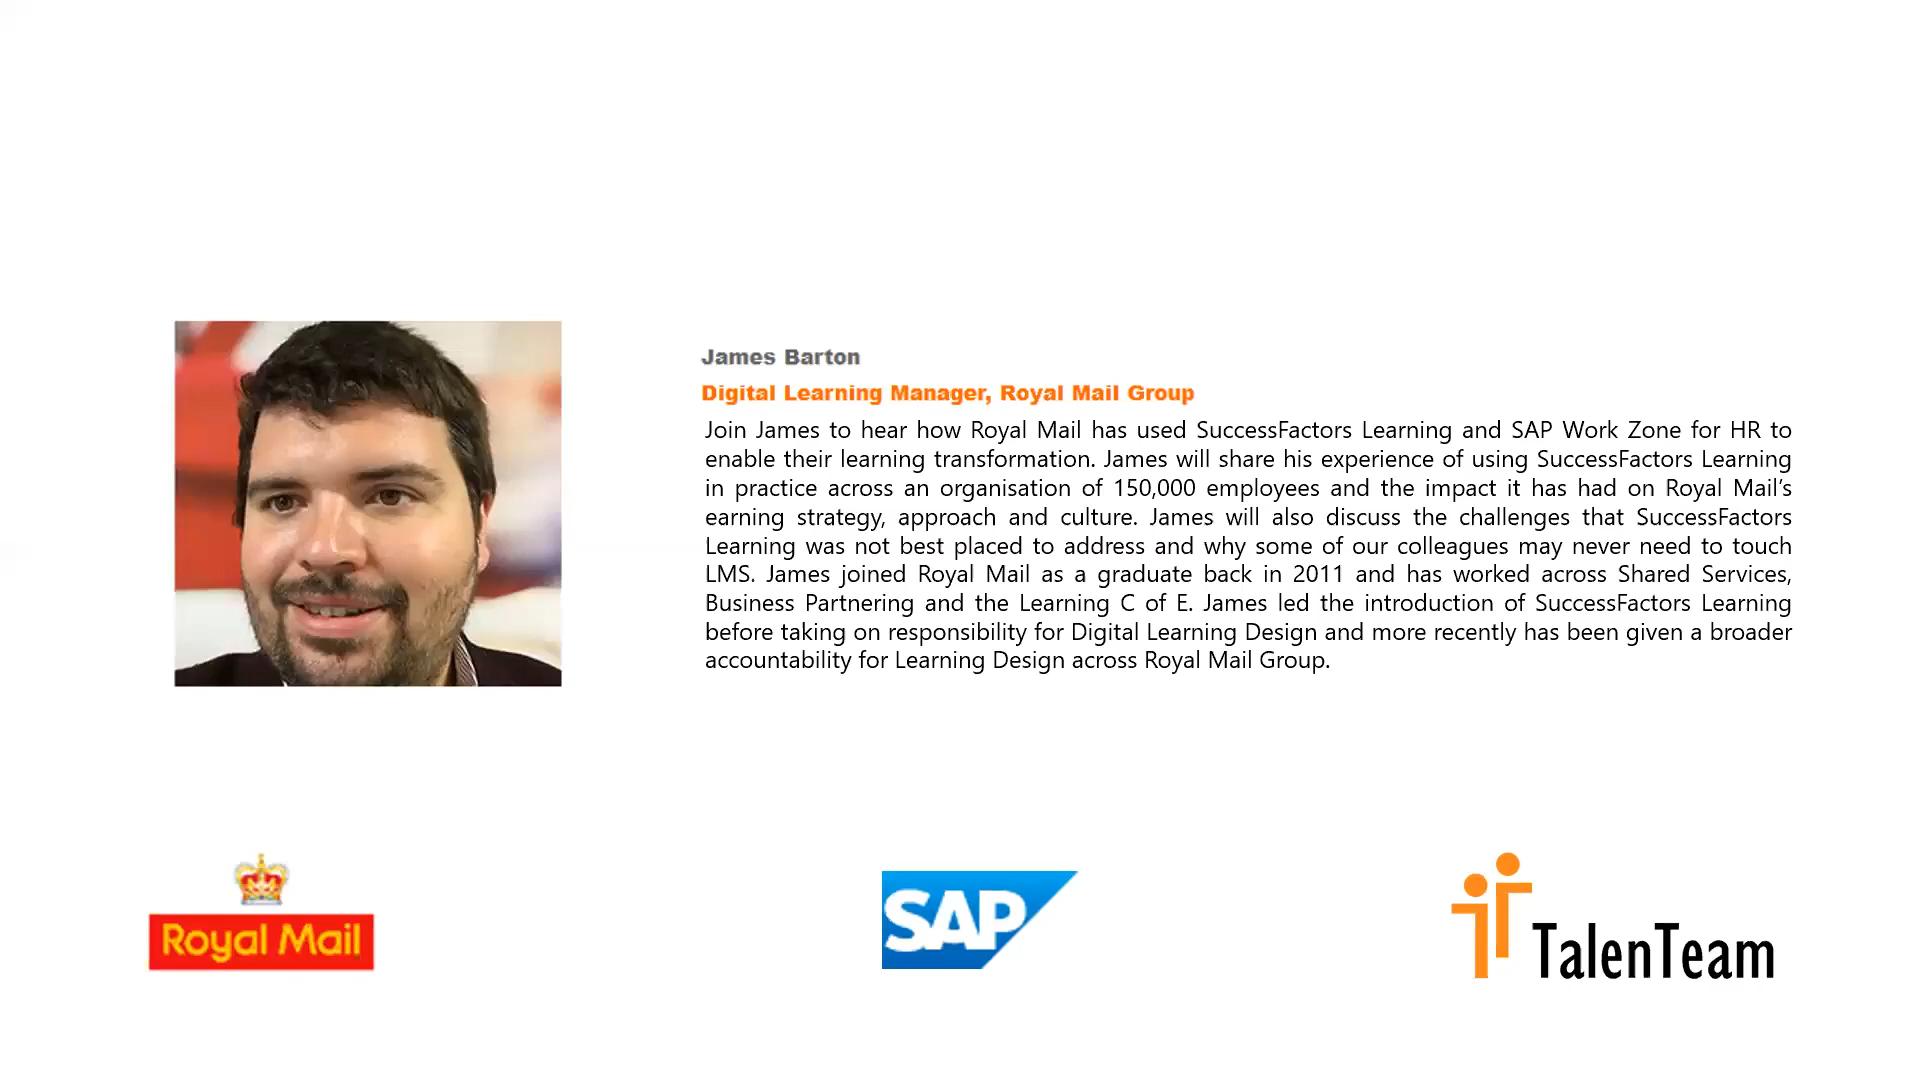 James Barton
Digital Learning Manager, Royal Mail Group
Join James to hear how Royal Mail has used SuccessFactors Learning and SAP Work Zone for HR to
enable their learning transformation. James will share his experience of using SuccessFactors Learning
in practice across an organisation of 150,000 employees and the impact it has had on Royal Mail’s
earning strategy, approach and culture. James will also discuss the challenges that SuccessFactors
Learning was not best placed to address and why some of our colleagues may never need to touch
LMS. James joined Royal Mail as a graduate back in 2011 and has worked across Shared Services,
Business Partnering and the Learning C of E. James led the introduction of SuccessFactors Learning
before taking on responsibility for Digital Learning Design and more recently has been given a broader
accountability for Learning Design across Royal Mail Group.
Royal Mail
SAP
TalenTeam